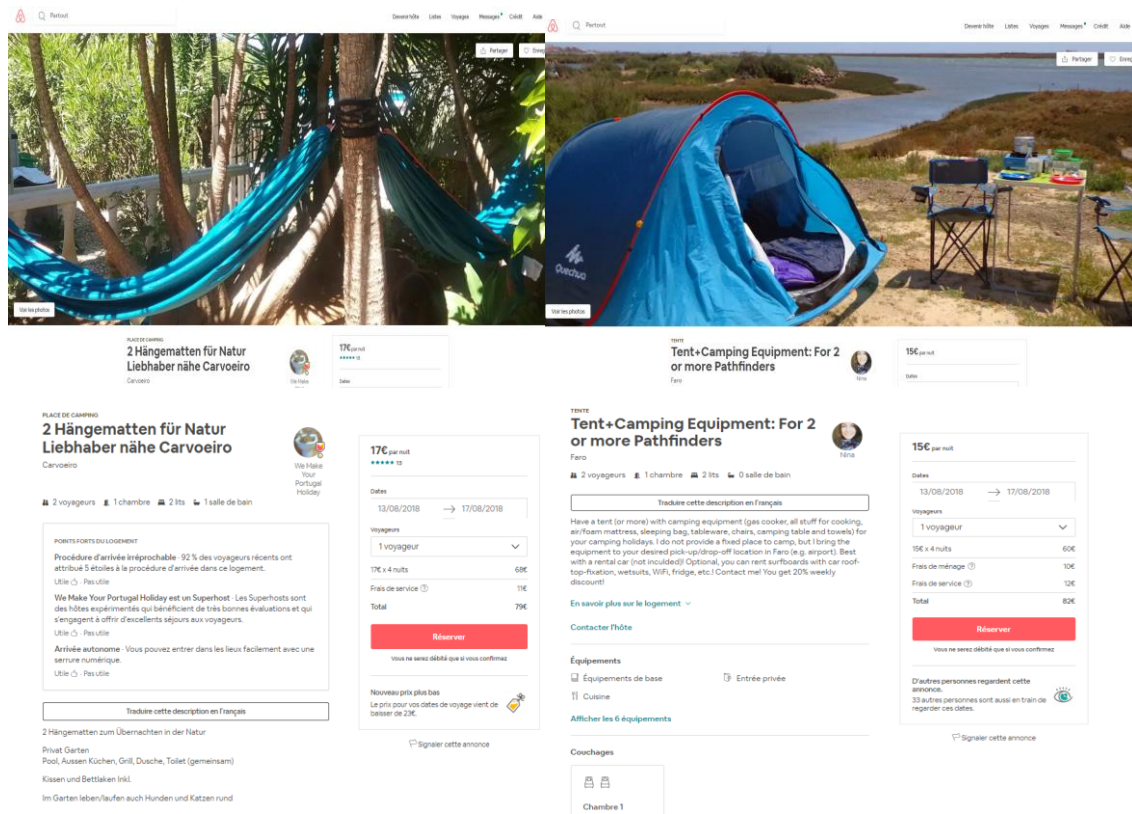 Partout
Devenir hôte Listes Voyages Messages Crédit Aide
Partager
Enreg
Voir les photos
PLACE DE CAMPING
2 Hängematten für Natur
Liebhaber nähe Carvoeiro
Carvoeiro
We Make
17€ par nuit
13
Dates
Partout
Devenir hôte Listes Voyages Messages Crédit Aide
Partager
Enreg
Quechua
Voir les photos
TENTE
Tent+Camping Equipment: For 2
or more Pathfinders
Faro
Nina
15€ par nuit
Dates
PLACE DE CAMPING
2 Hängematten für Natur
Liebhaber nähe Carvoeiro
Carvoeiro
We Make
Your
Portugal
Holiday
2 voyageurs 1 chambre 2 lits 1 salle de bain
POINTS FORTS DU LOGEMENT
Procédure d'arrivée irréprochable · 92 % des voyageurs récents ont
attribué 5 étoiles à la procédure d'arrivée dans ce logement.
Utile · Pas utile
We Make Your Portugal Holiday est un Superhost · Les Superhosts sont
des hôtes expérimentés qui bénéficient de très bonnes évaluations et qui
s'engagent à offrir d'excellents séjours aux voyageurs.
Utile · Pas utile
Arrivée autonome · Vous pouvez entrer dans les lieux facilement avec une
serrure numérique.
Utile · Pas utile
Traduire cette description en Français
2 Hängematten zum Übernachten in der Natur
Privat Garten
Pool, Aussen Küchen, Grill, Dusche, Toilet (gemeinsam)
Kissen und Bettlaken Inkl.
Im Garten leben/laufen auch Hunden und Katzen rund
17€ par nuit
13
Dates
13/08/2018 → 17/08/2018
Voyageurs
1 voyageur
17€ x 4 nuits 68€
Frais de service 11€
Total 79€
Réserver
Vous ne serez débité que si vous confirmez
Nouveau prix plus bas
Le prix pour vos dates de voyage vient de
baisser de 23€.
Signaler cette annonce
TENTE
Tent+Camping Equipment: For 2
or more Pathfinders
Faro
Nina
2 voyageurs 1 chambre 2 lits 0 salle de bain
Traduire cette description en Français
Have a tent (or more) with camping equipment (gas cooker, all stuff for cooking,
air/foam mattress, sleeping bag, tableware, chairs, camping table and towels) for
your camping holidays. I do not provide a fixed place to camp, but I bring the
equipment to your desired pick-up/drop-off location in Faro (e.g. airport). Best
with a rental car (not inculded)! Optional, you can rent surfboards with car roof-
top-fixation, wetsuits, WiFi, fridge, etc.! Contact me! You get 20% weekly
discount!
En savoir plus sur le logement
Contacter l'hôte
Équipements
Équipements de base Entrée privée
Cuisine
Afficher les 6 équipements
Couchages
Chambre 1
15€ par nuit
Dates
13/08/2018 → 17/08/2018
Voyageurs
1 voyageur
15€ x 4 nuits 60€
Frais de ménage 10€
Frais de service 12€
Total 82€
Réserver
Vous ne serez débité que si vous confirmez
D'autres personnes regardent cette
annonce.
33 autres personnes sont aussi en train de
regarder ces dates.
Signaler cette annonce